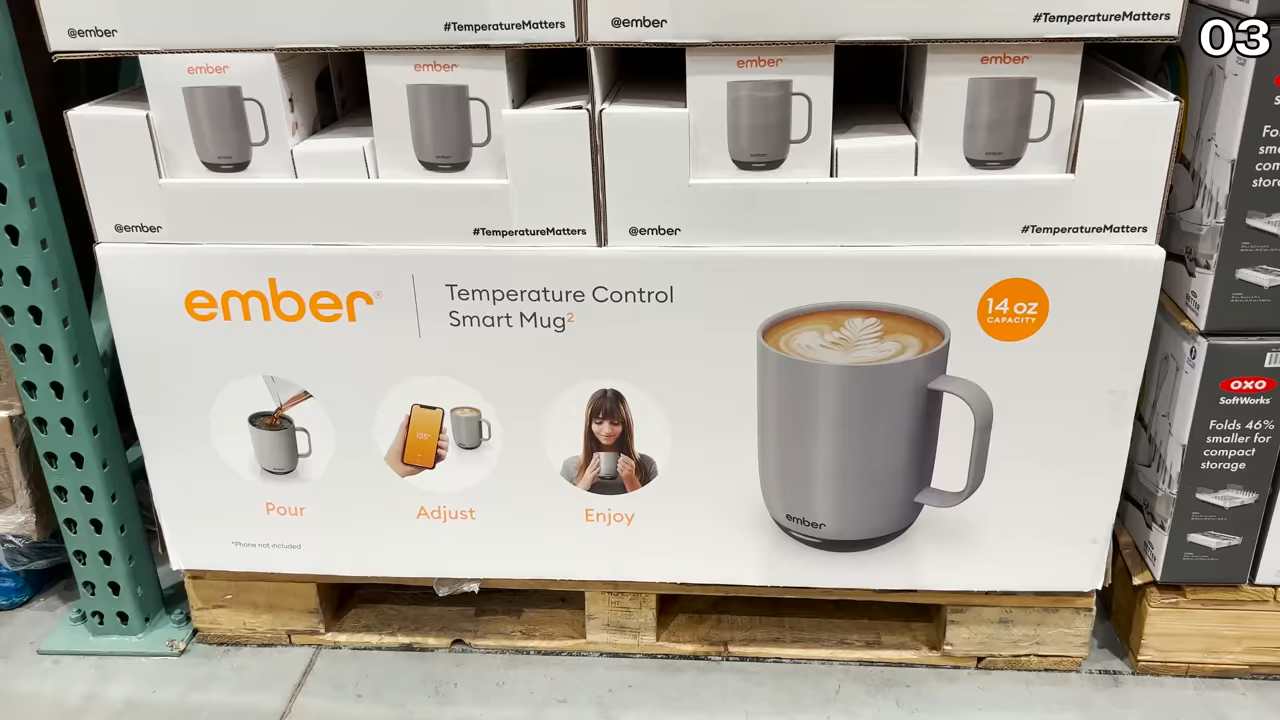 @ember
#TemperatureMatters
@ember
#TemperatureMatters
03
ember
ember
ember
ember
ember
ember
ember
ember
@ember
#TemperatureMatters
@ember
#TemperatureMatters
ember®
Temperature Control
Smart Mug²
14 oz
CAPACITY
135°
Pour
Adjust
Enjoy
*Phone not included
ember
OXO
SoftWorks
Folds 46%
smaller for
compact
storage